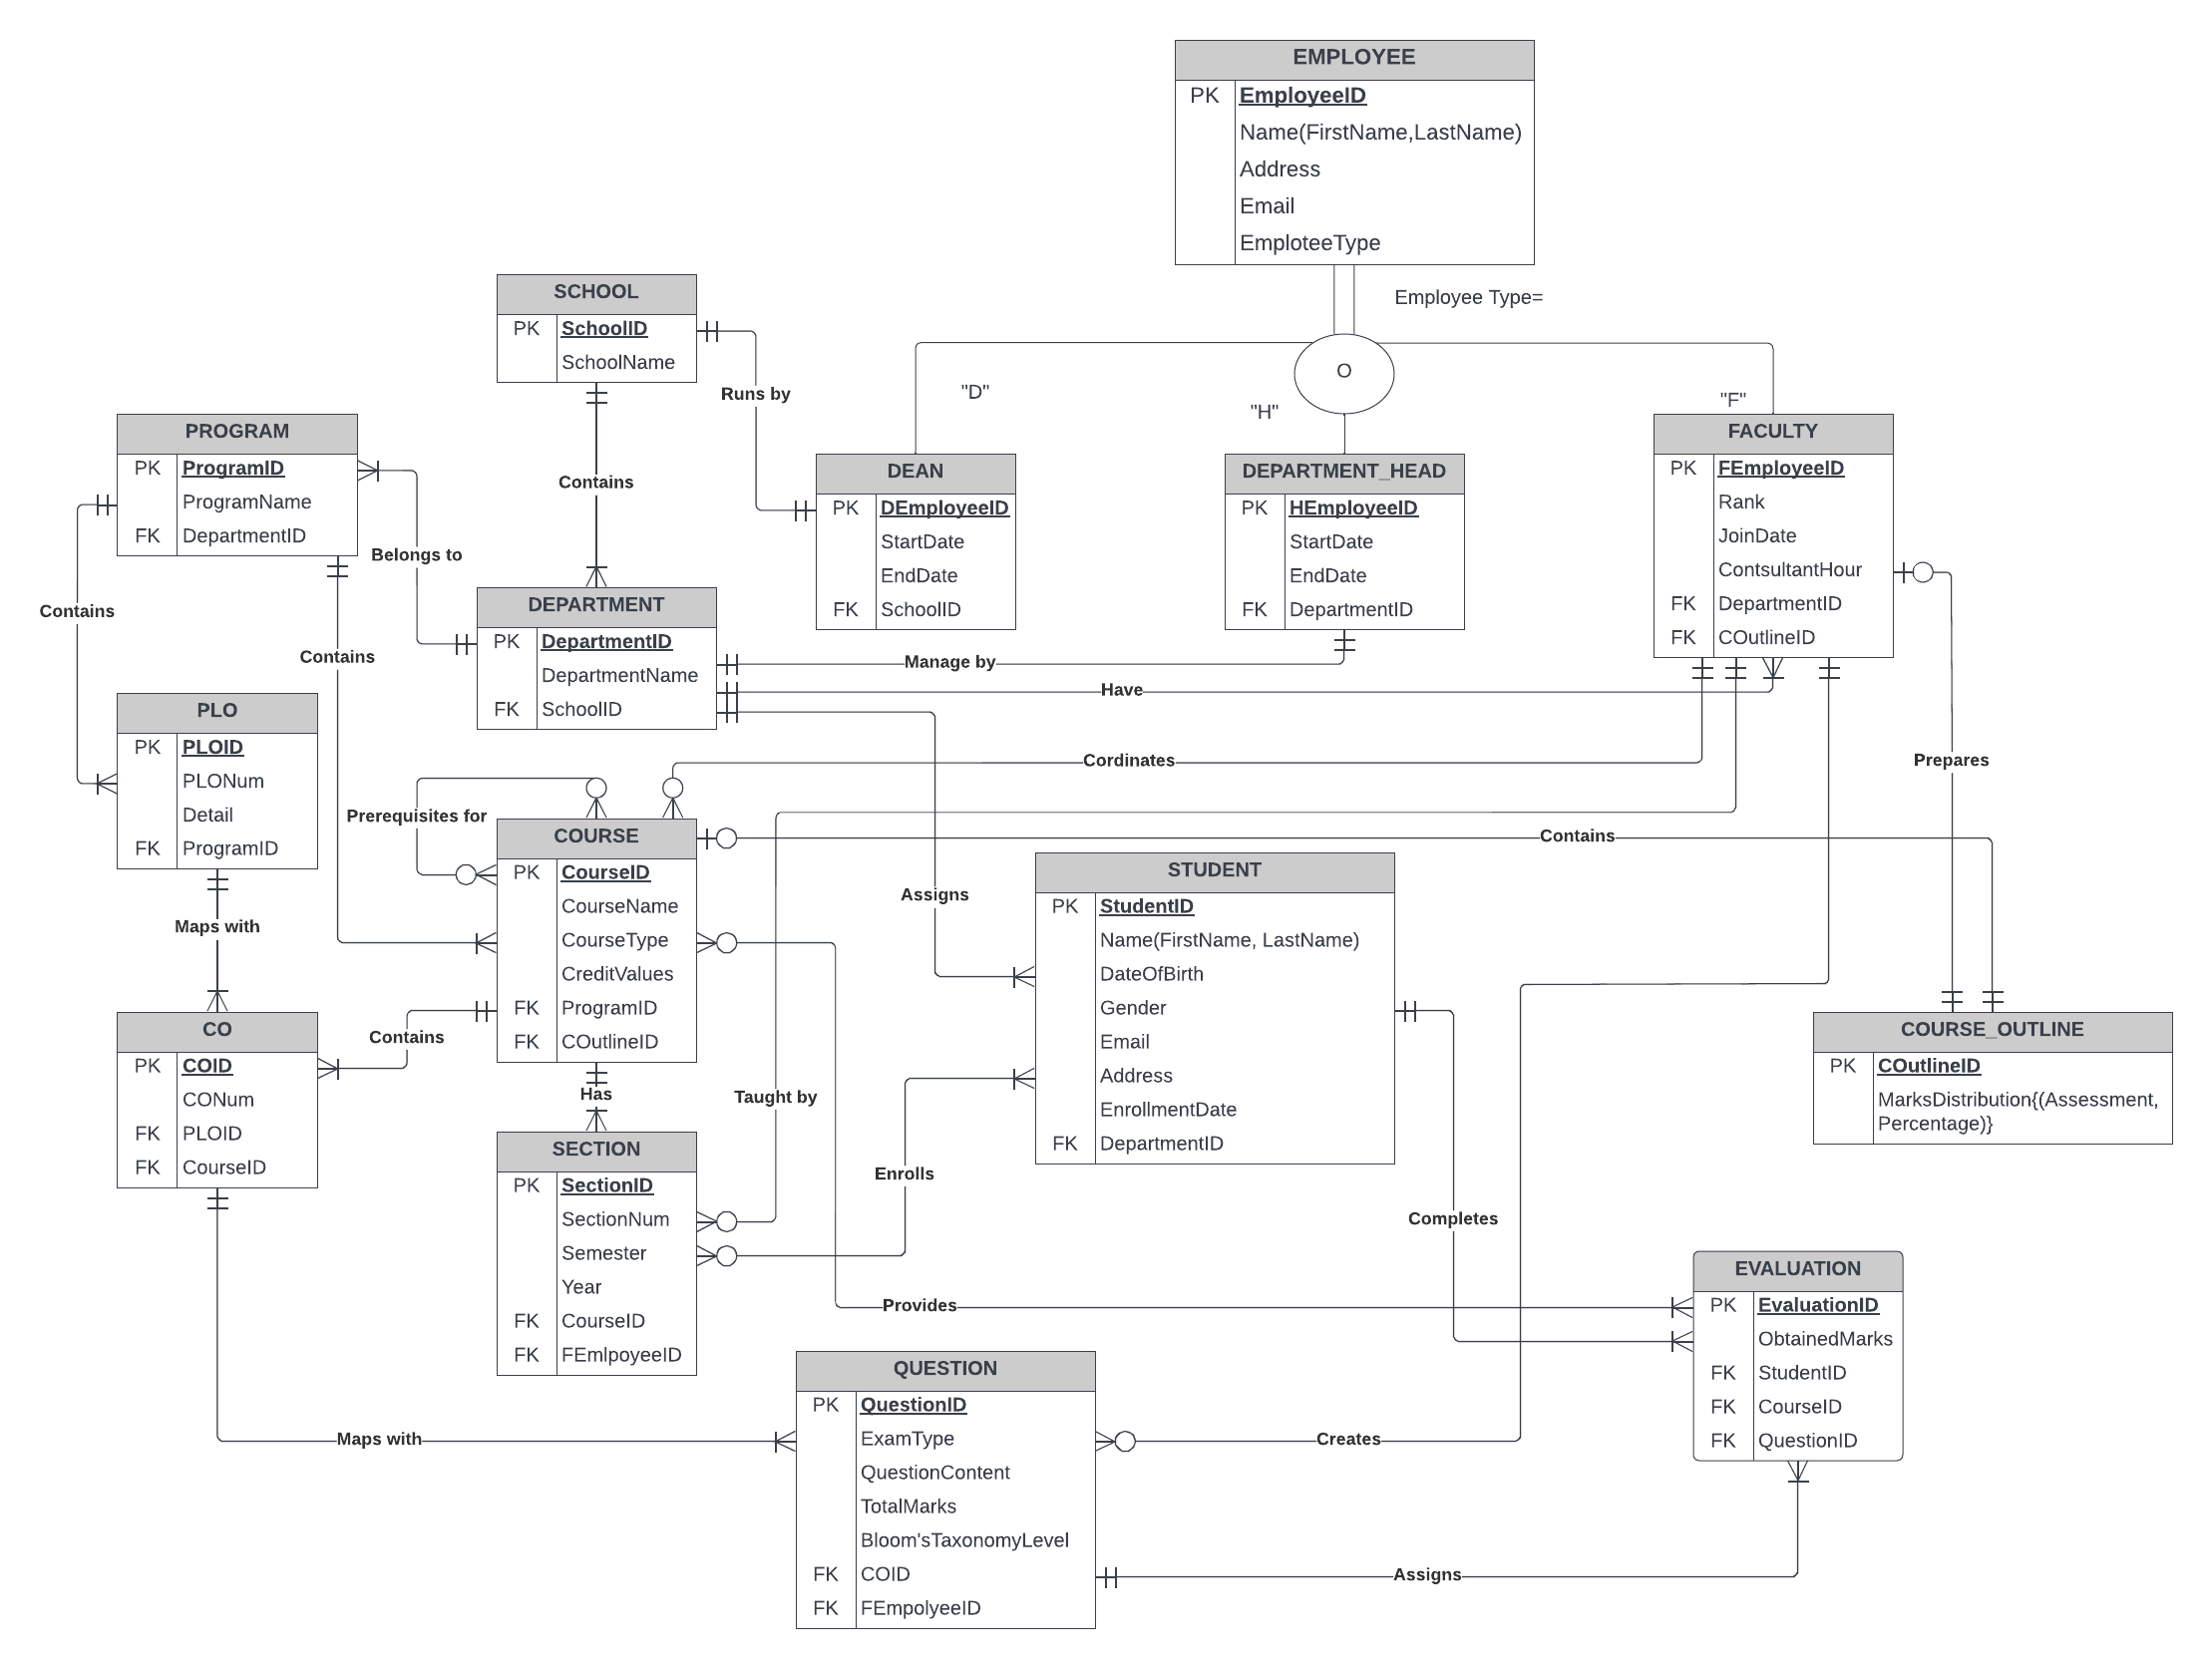 EMPLOYEE
PK EmployeeID
Name(FirstName,LastName)
Address
Email
EmploteeType
Employee Type=
O
"D"
"H"
"F"
SCHOOL
PK SchoolID
SchoolName
Runs by
Contains
PROGRAM
PK ProgramID
ProgramName
FK DepartmentID
Belongs to
Contains
Contains
DEAN
PK DEmployeeID
StartDate
EndDate
FK SchoolID
DEPARTMENT_HEAD
PK HEmployeeID
StartDate
EndDate
FK DepartmentID
FACULTY
PK FEmployeeID
Rank
JoinDate
ContsultantHour
FK DepartmentID
FK COutlineID
DEPARTMENT
PK DepartmentID
DepartmentName
FK SchoolID
Manage by
Have
Cordinates
Prepares
PLO
PK PLOID
PLONum
Detail
FK ProgramID
Maps with
Prerequisites for
COURSE
PK CourseID
CourseName
CourseType
CreditValues
FK ProgramID
FK COutlineID
Contains
Assigns
STUDENT
PK StudentID
Name(FirstName, LastName)
DateOfBirth
Gender
Email
Address
EnrollmentDate
FK DepartmentID
COURSE_OUTLINE
PK COutlineID
MarksDistribution{(Assessment,
Percentage)}
CO
PK COID
CONum
FK PLOID
FK CourseID
Contains
Has
Taught by
SECTION
PK SectionID
SectionNum
Semester
Year
FK CourseID
FK FEmlpoyeeID
Enrolls
Completes
Provides
EVALUATION
PK EvaluationID
ObtainedMarks
FK StudentID
FK CourseID
FK QuestionID
QUESTION
PK QuestionID
ExamType
QuestionContent
TotalMarks
Bloom'sTaxonomyLevel
FK COID
FK FEmpolyeeID
Maps with
Creates
Assigns